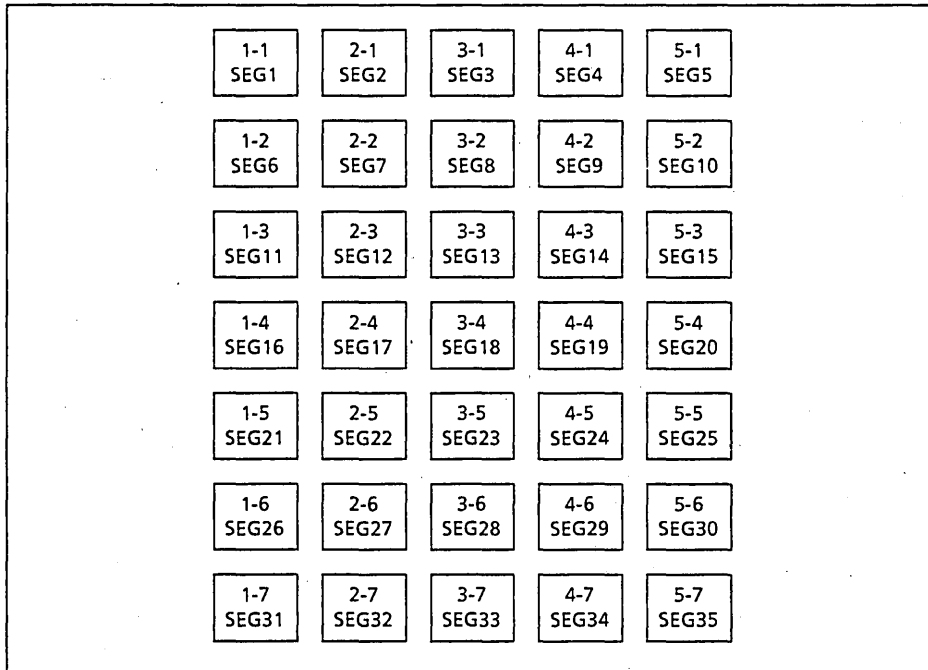 1-1 2-1 3-1 4-1 5-1
SEG1 SEG2 SEG3 SEG4 SEG5
1-2 2-2 3-2 4-2 5-2
SEG6 SEG7 SEG8 SEG9 SEG10
1-3 2-3 3-3 4-3 5-3
SEG11 SEG12 SEG13 SEG14 SEG15
1-4 2-4 3-4 4-4 5-4
SEG16 SEG17 SEG18 SEG19 SEG20
1-5 2-5 3-5 4-5 5-5
SEG21 SEG22 SEG23 SEG24 SEG25
1-6 2-6 3-6 4-6 5-6
SEG26 SEG27 SEG28 SEG29 SEG30
1-7 2-7 3-7 4-7 5-7
SEG31 SEG32 SEG33 SEG34 SEG35